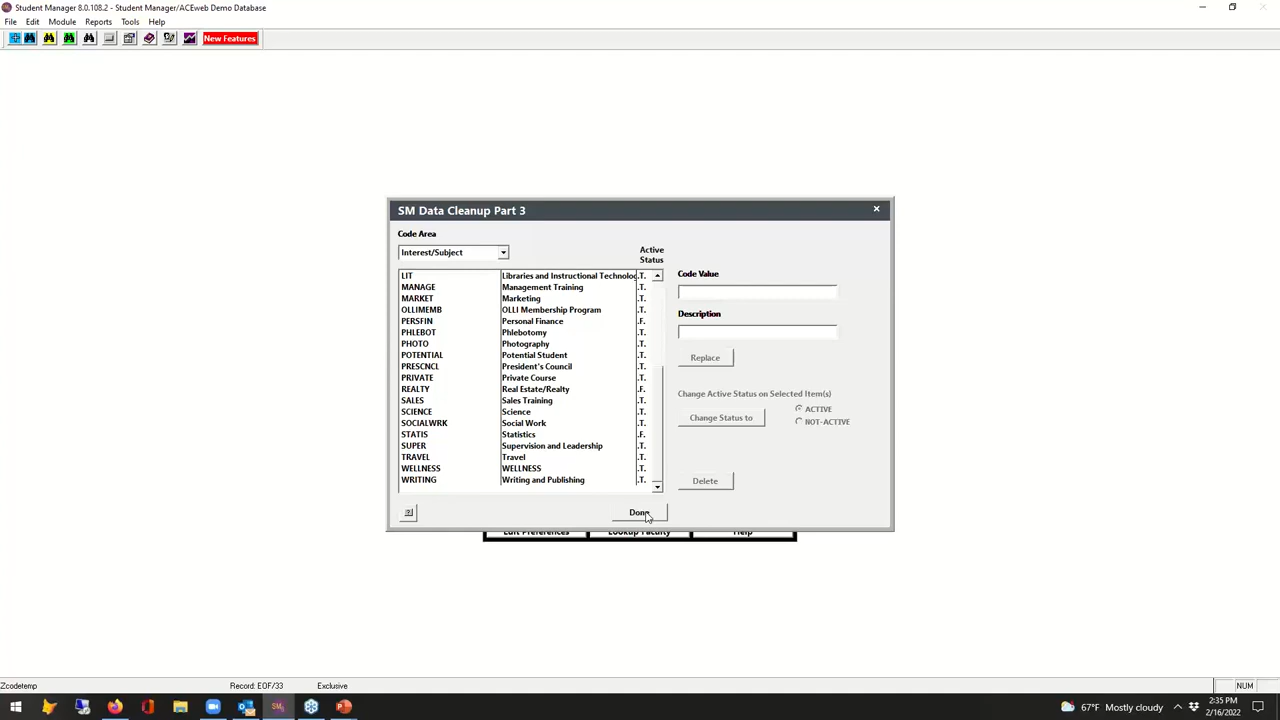 Student Manager 8.0.108.2 - Student Manager/ACEweb Demo Database
File Edit Module Reports Tools Help
New Features
SM Data Cleanup Part 3
Code Area
Interest/Subject
Active
Status
LIT Libraries and Instructional Technolog .T.
MANAGE Management Training .T.
MARKET Marketing .T.
OLLIMEMB OLLI Membership Program .T.
PERSFIN Personal Finance .F.
PHLEBOT Phlebotomy .T.
PHOTO Photography .T.
POTENTIAL Potential Student .T.
PRESCNCL President's Council .T.
PRIVATE Private Course .T.
REALTY Real Estate/Realty .F.
SALES Sales Training .T.
SCIENCE Science .T.
SOCIALWRK Social Work .T.
STATIS Statistics .F.
SUPER Supervision and Leadership .T.
TRAVEL Travel .T.
WELLNESS WELLNESS .T.
WRITING Writing and Publishing .T.
Code Value
Description
Replace
Change Active Status on Selected Item(s)
Change Status to
ACTIVE
NOT-ACTIVE
Delete
Done
Edit Preferences Lookup Faculty Help
Zcodetemp Record: EOF/33 Exclusive NUM
67°F Mostly cloudy
2:35 PM
2/16/2022